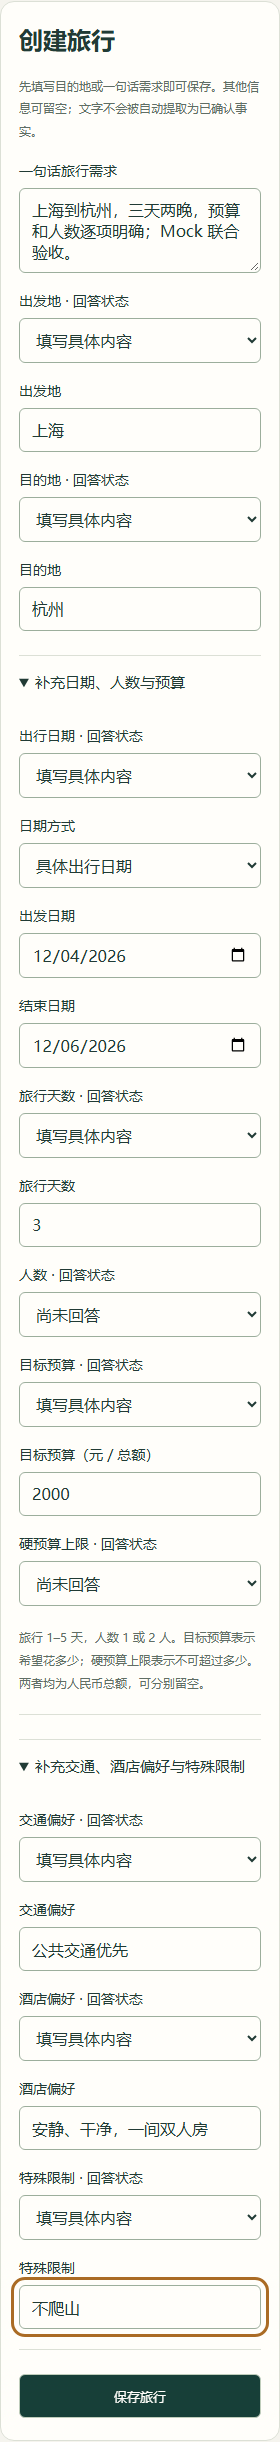 创建旅行
先填写目的地或一句话需求即可保存。其他信
息可留空；文字不会被自动提取为已确认事
实。
一句话旅行需求
上海到杭州，三天两晚，预算
和人数逐项明确；Mock 联合
验收。
出发地 · 回答状态
填写具体内容
出发地
上海
目的地 · 回答状态
填写具体内容
目的地
杭州
▼ 补充日期、人数与预算
出行日期 · 回答状态
填写具体内容
日期方式
具体出行日期
出发日期
12/04/2026
结束日期
12/06/2026
旅行天数 · 回答状态
填写具体内容
旅行天数
3
人数 · 回答状态
尚未回答
目标预算 · 回答状态
填写具体内容
目标预算（元 / 总额）
2000
硬预算上限 · 回答状态
尚未回答
旅行 1–5 天，人数 1 或 2 人。目标预算表示
希望花多少；硬预算上限表示不可超过多少。
两者均为人民币总额，可分别留空。
▼ 补充交通、酒店偏好与特殊限制
交通偏好 · 回答状态
填写具体内容
交通偏好
公共交通优先
酒店偏好 · 回答状态
填写具体内容
酒店偏好
安静、干净，一间双人房
特殊限制 · 回答状态
填写具体内容
特殊限制
不爬山
保存旅行